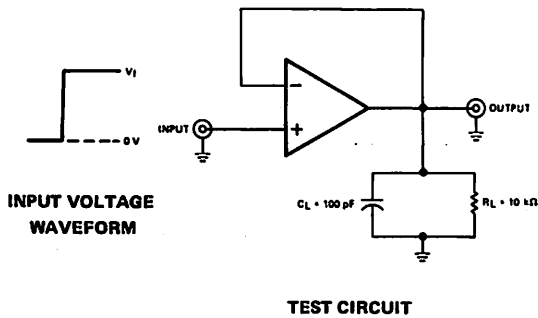 VI
0 V
INPUT VOLTAGE
WAVEFORM
INPUT
−
+
OUTPUT
CL = 100 pF
RL = 10 kΩ
TEST CIRCUIT